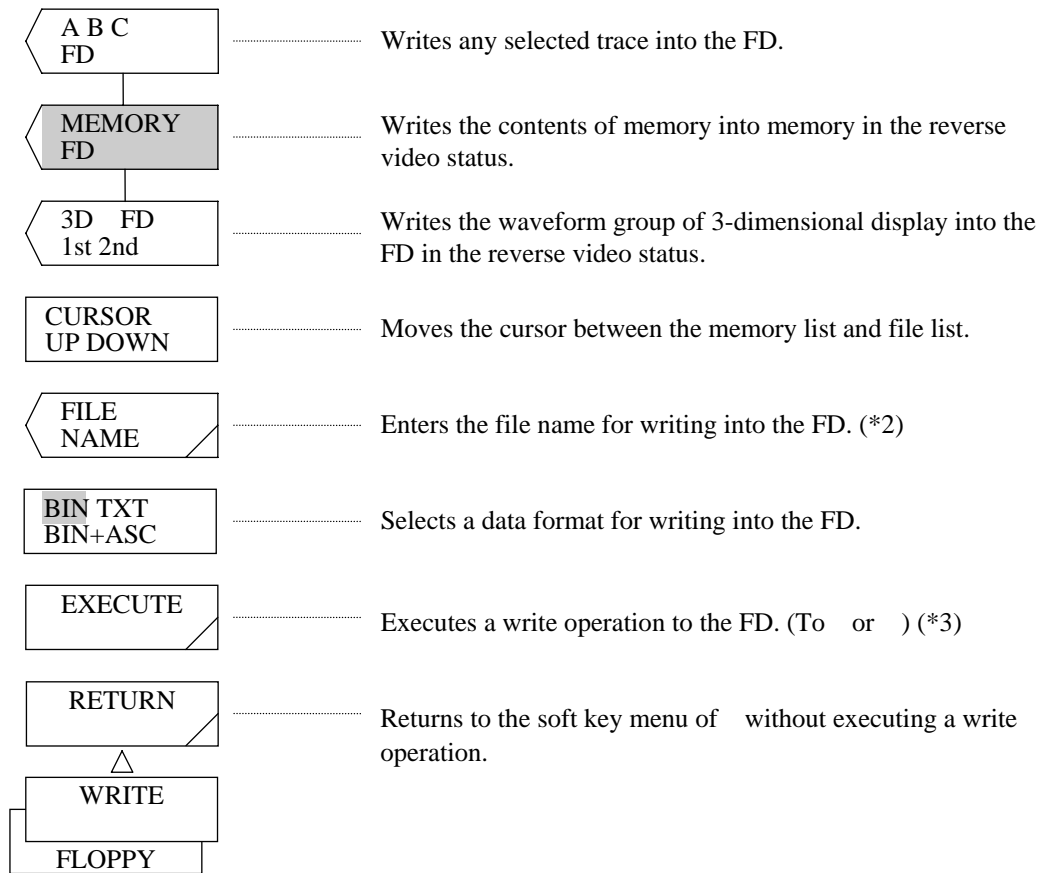 A B C
FD
Writes any selected trace into the FD.
MEMORY
FD
Writes the contents of memory into memory in the reverse
video status.
3D FD
1st 2nd
Writes the waveform group of 3-dimensional display into the
FD in the reverse video status.
CURSOR
UP DOWN
Moves the cursor between the memory list and file list.
FILE
NAME
Enters the file name for writing into the FD. (*2)
BIN TXT
BIN+ASC
Selects a data format for writing into the FD.
EXECUTE
Executes a write operation to the FD. (To or ) (*3)
RETURN
Returns to the soft key menu of without executing a write
operation.
WRITE
FLOPPY